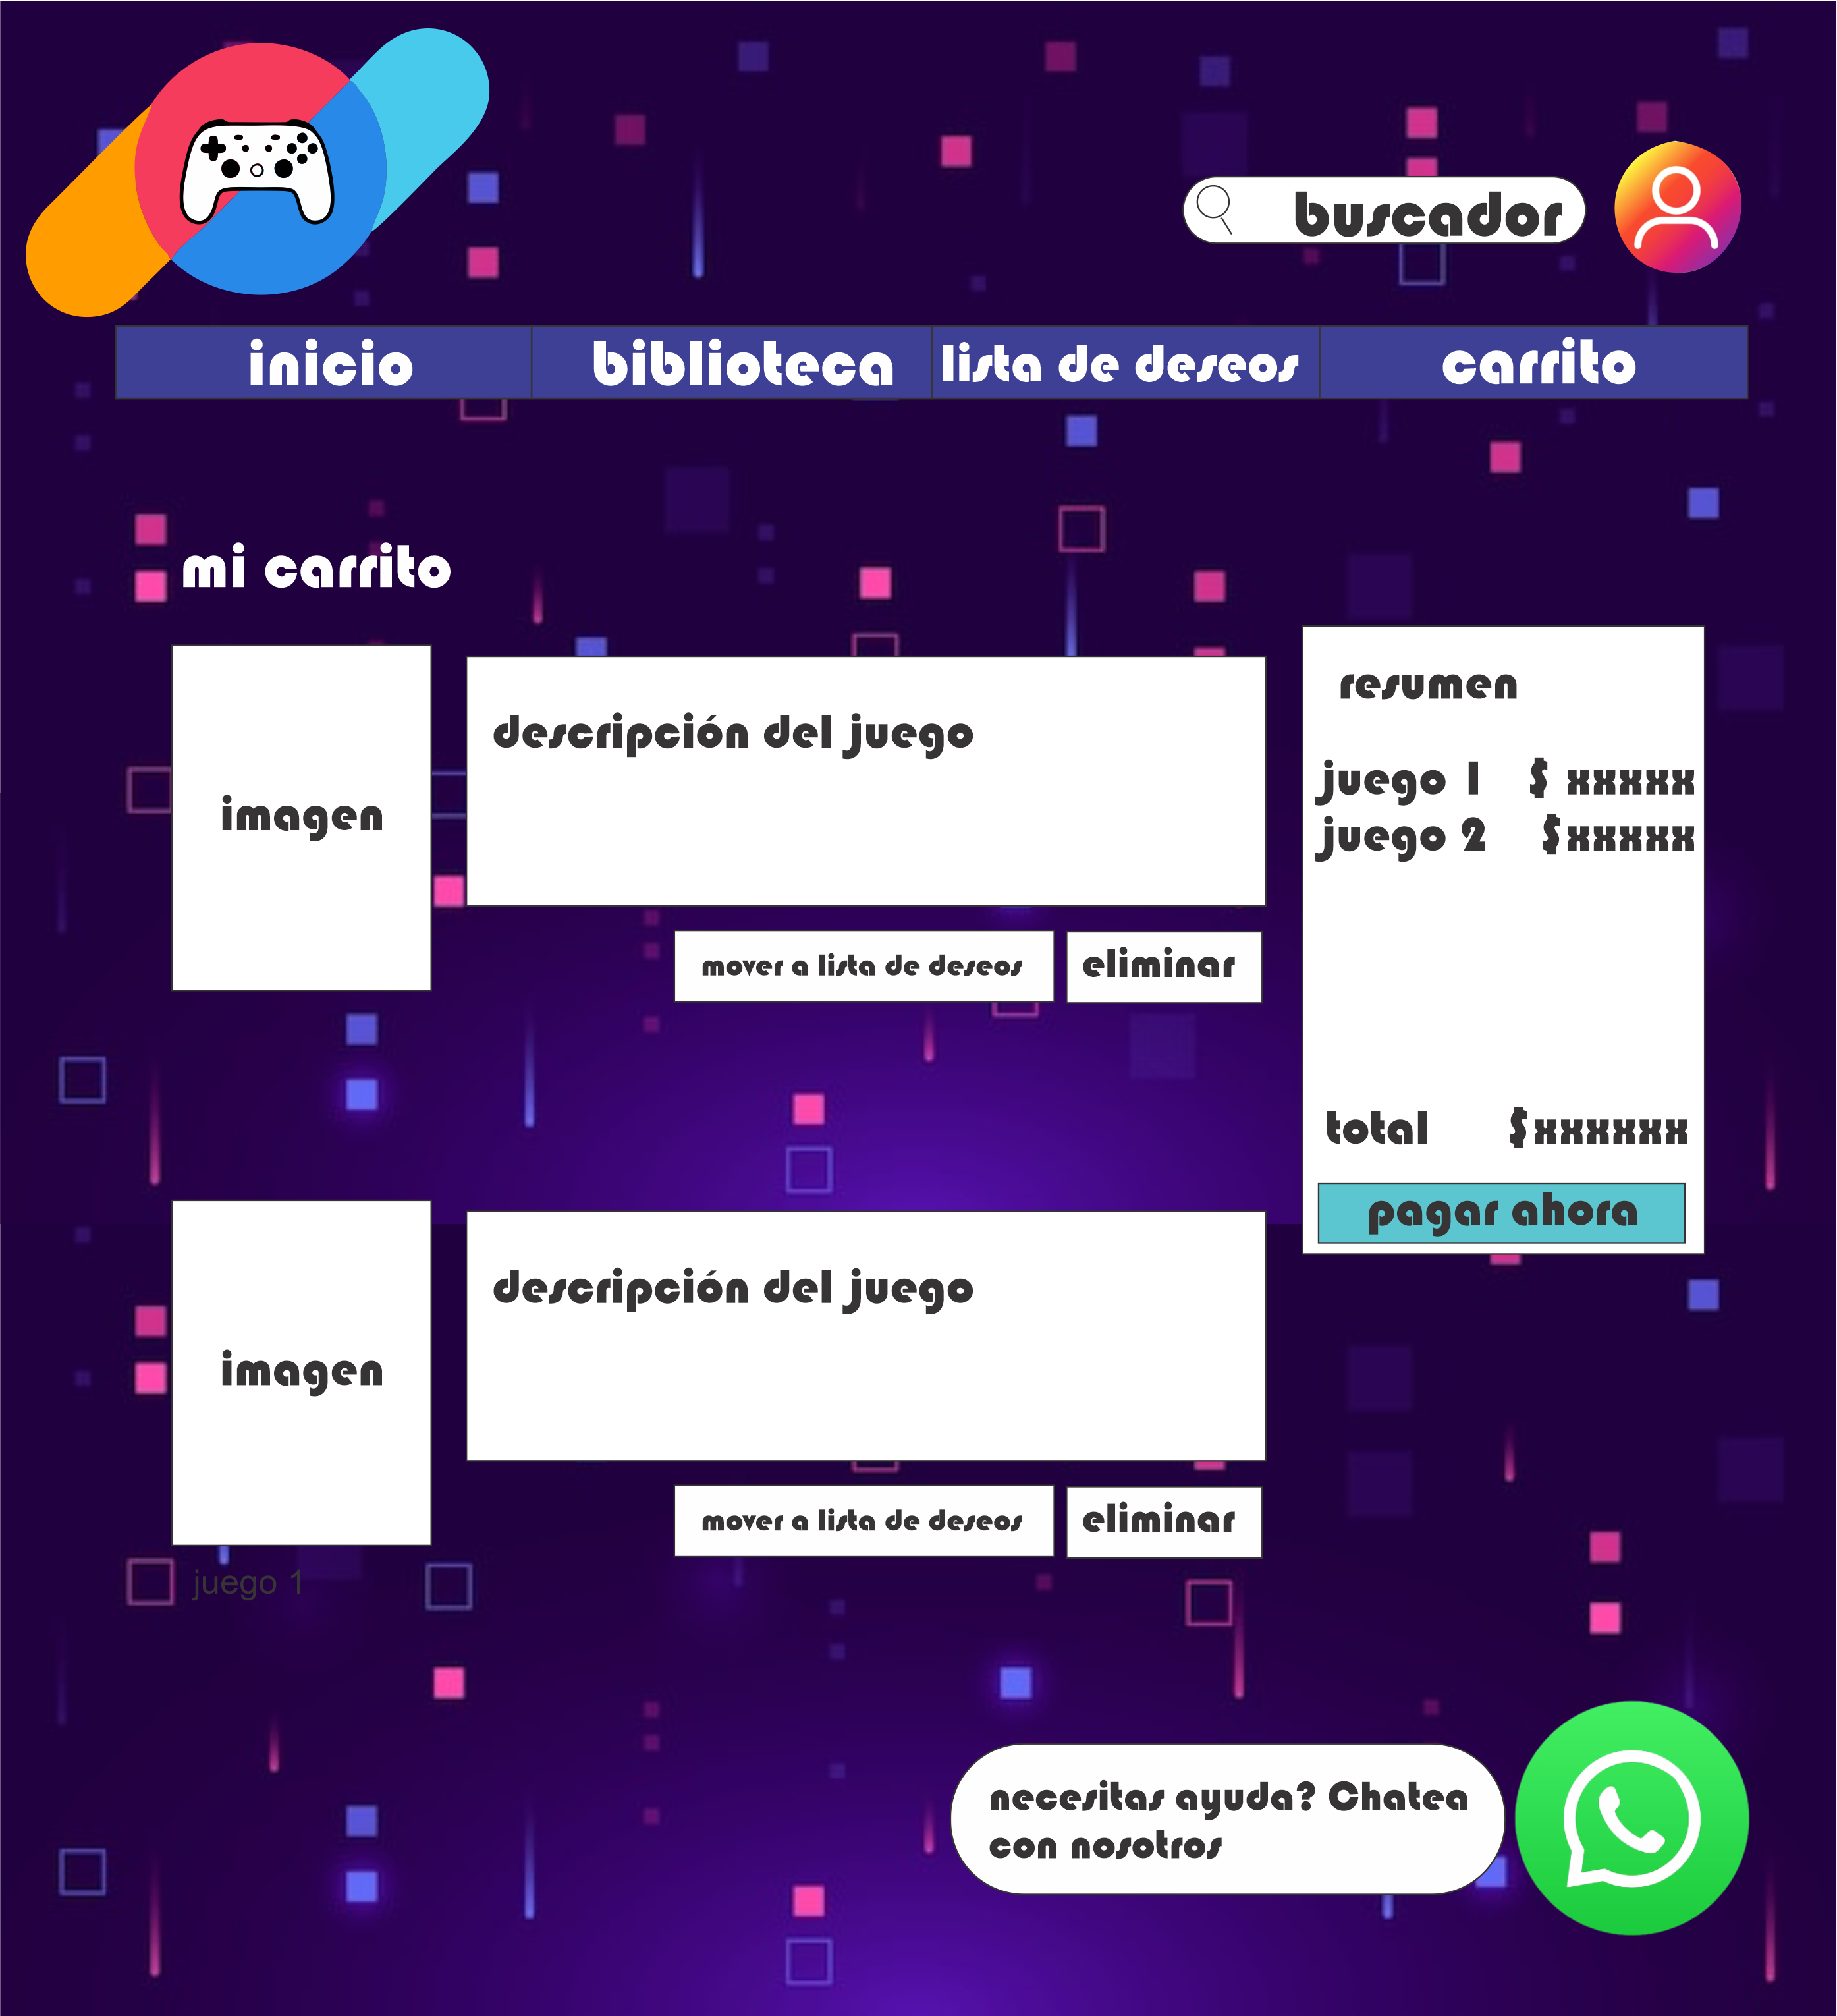 buscador
inicio
biblioteca
lista de deseos
carrito
mi carrito
imagen
descripción del juego
mover a lista de deseos
eliminar
resumen
juego 1 $ xxxxx
juego 2 $xxxxx
total $xxxxxx
pagar ahora
imagen
descripción del juego
mover a lista de deseos
eliminar
juego 1
necesitas ayuda? Chatea
con nosotros